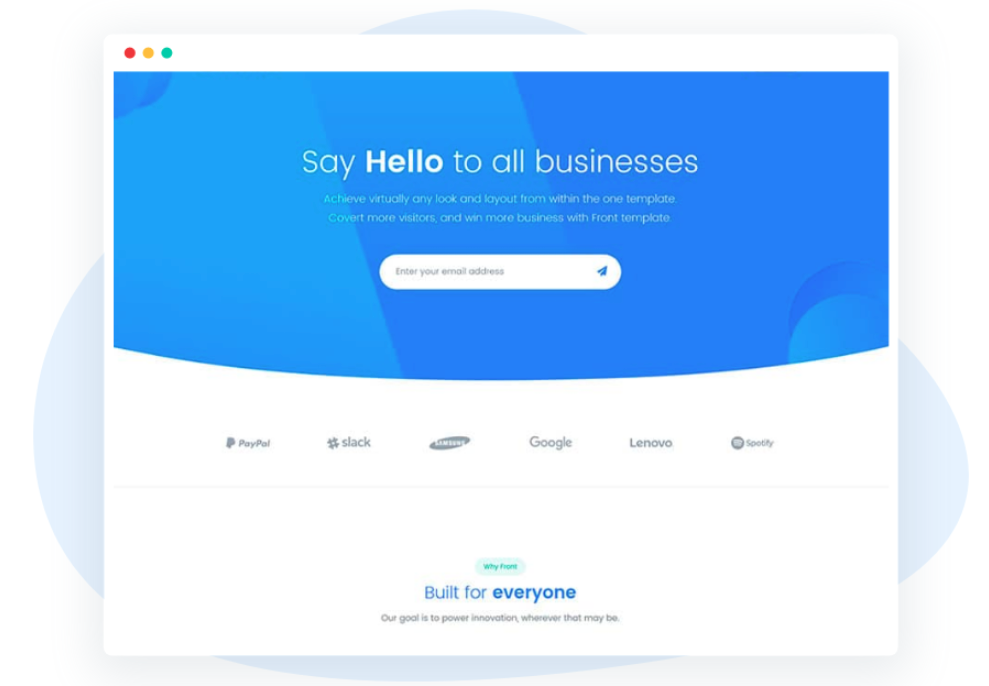 Say Hello to all businesses
Achieve virtually any look and layout from within the one template.
Covert more visitors, and win more business with Front template
Enter your email address
PayPal
slack
SAMSUNG
Google
Lenovo
Spotify
Why Front
Built for everyone
Our goal is to power innovation, wherever that may be.